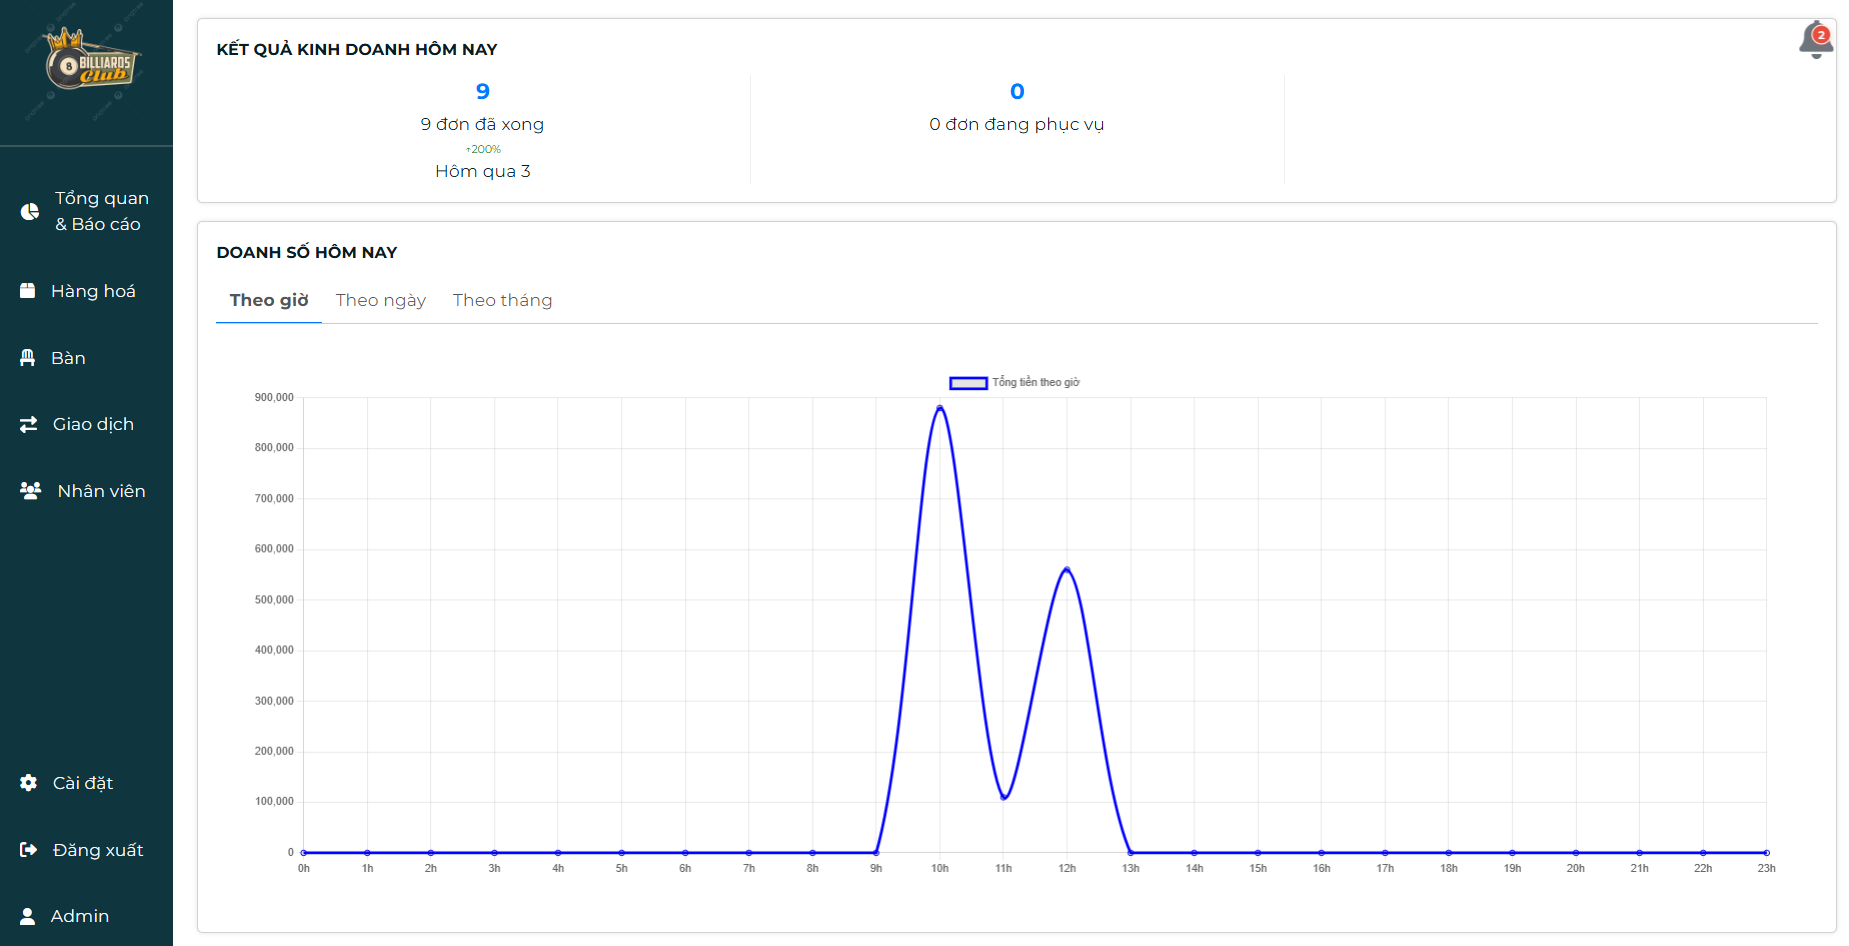 8
BILLIARDS
Club
Tổng quan
& Báo cáo
Hàng hoá
Bàn
Giao dịch
Nhân viên
Cài đặt
Đăng xuất
Admin
2
KẾT QUẢ KINH DOANH HÔM NAY
9
9 đơn đã xong
↑200%
Hôm qua 3
0
0 đơn đang phục vụ
DOANH SỐ HÔM NAY
Theo giờ Theo ngày Theo tháng
Tổng tiền theo giờ
900,000
800,000
700,000
600,000
500,000
400,000
300,000
200,000
100,000
0
0h 1h 2h 3h 4h 5h 6h 7h 8h 9h 10h 11h 12h 13h 14h 15h 16h 17h 18h 19h 20h 21h 22h 23h